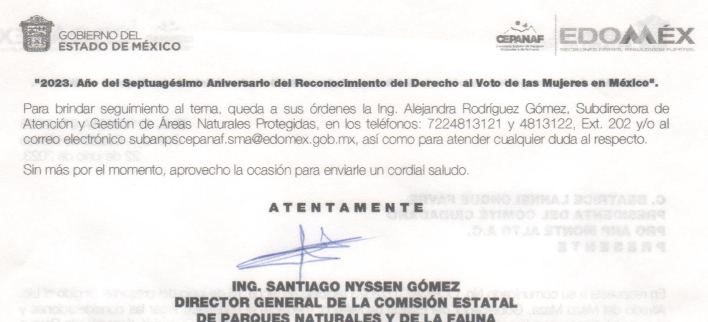 GOBIERNO DEL
ESTADO DE MÉXICO
CEPANAF
EDOMÉX
DECISIONES FIRMES, RESULTADOS FUERTES.
"2023. Año del Septuagésimo Aniversario del Reconocimiento del Derecho al Voto de las Mujeres en México".
Para brindar seguimiento al tema, queda a sus órdenes la Ing. Alejandra Rodríguez Gómez, Subdirectora de
Atención y Gestión de Áreas Naturales Protegidas, en los teléfonos: 7224813121 y 4813122, Ext. 202 y/o al
correo electrónico subanpscepanaf.sma@edomex.gob.mx, así como para atender cualquier duda al respecto.
Sin más por el momento, aprovecho la ocasión para enviarle un cordial saludo.
ATENTAMENTE
ING. SANTIAGO NYSSEN GÓMEZ
DIRECTOR GENERAL DE LA COMISIÓN ESTATAL
DE PARQUES NATURALES Y DE LA FAUNA